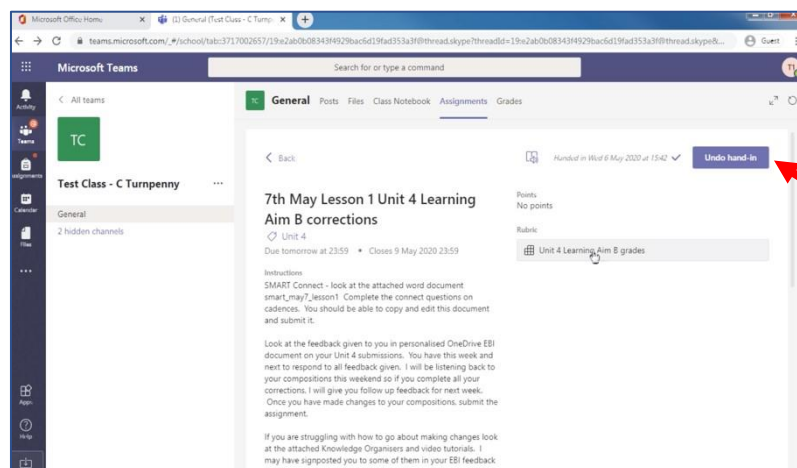 Microsoft Office Home
(1) General (Test Class - C Turnpe
teams.microsoft.com/_#/school/tab::3717002657/19:e2ab0b08343f4929bac6d19fad353a3f@thread.skype?threadId=19:e2ab0b08343f4929bac6d19fad353a3f@thread.skype&...
Guest
Microsoft Teams
Search for or type a command
Activity
Teams
Assignments
Calendar
Files
Apps
Help
All teams
TC
Test Class - C Turnpenny
General
2 hidden channels
TC General Posts Files Class Notebook Assignments Grades
Back
Handed in Wed 6 May 2020 at 15:42
Undo hand-in
7th May Lesson 1 Unit 4 Learning
Aim B corrections
Unit 4
Due tomorrow at 23:59 • Closes 9 May 2020 23:59
Instructions
SMART Connect - look at the attached word document
smart_may7_lesson1 Complete the connect questions on
cadences. You should be able to copy and edit this document
and submit it.
Look at the feedback given to you in personalised OneDrive EBI
document on your Unit 4 submissions. You have this week and
next to respond to all feedback given. I will be listening back to
your compositions this weekend so if you complete all your
corrections. I will give you follow up feedback for next week.
Once you have made changes to your compositions, submit the
assignment.
If you are struggling with how to go about making changes look
at the attached Knowledge Organisers and video tutorials. I
may have signposted you to some of them in your EBI feedback
Points
No points
Rubric
Unit 4 Learning Aim B grades